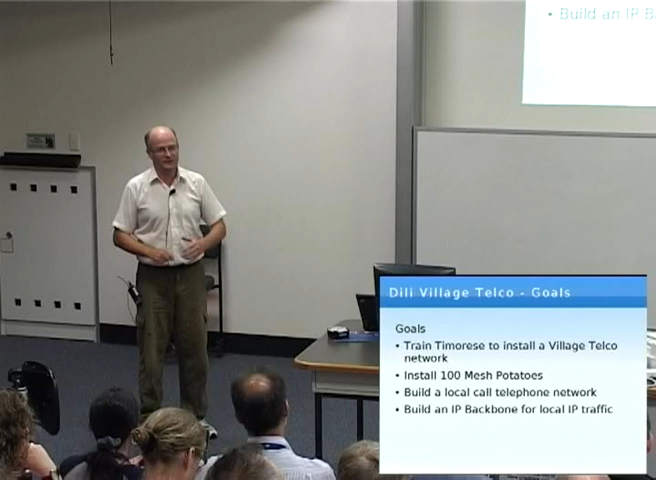 • Build an IP B
Dili Village Telco - Goals
Goals
• Train Timorese to install a Village Telco
network
• Install 100 Mesh Potatoes
• Build a local call telephone network
• Build an IP Backbone for local IP traffic